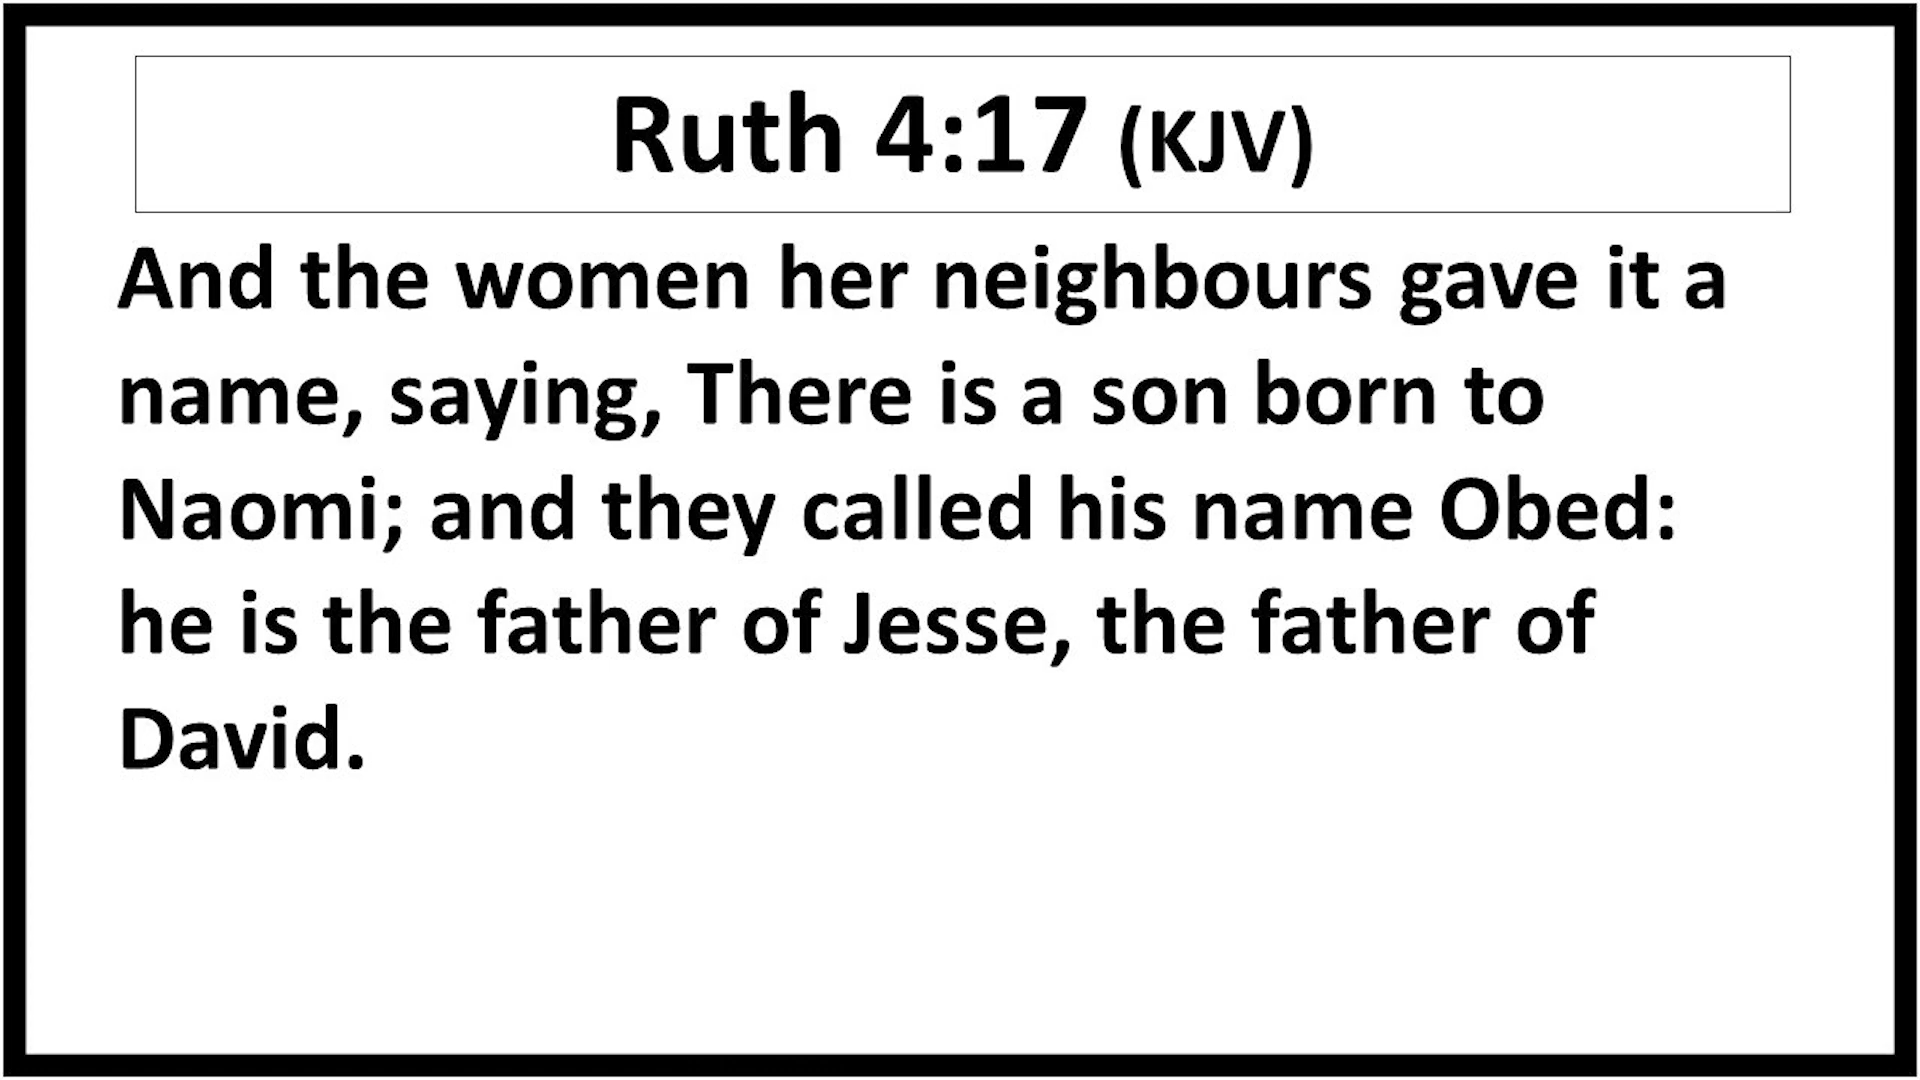 Ruth 4:17 (KJV)
And the women her neighbours gave it a
name, saying, There is a son born to
Naomi; and they called his name Obed:
he is the father of Jesse, the father of
David.